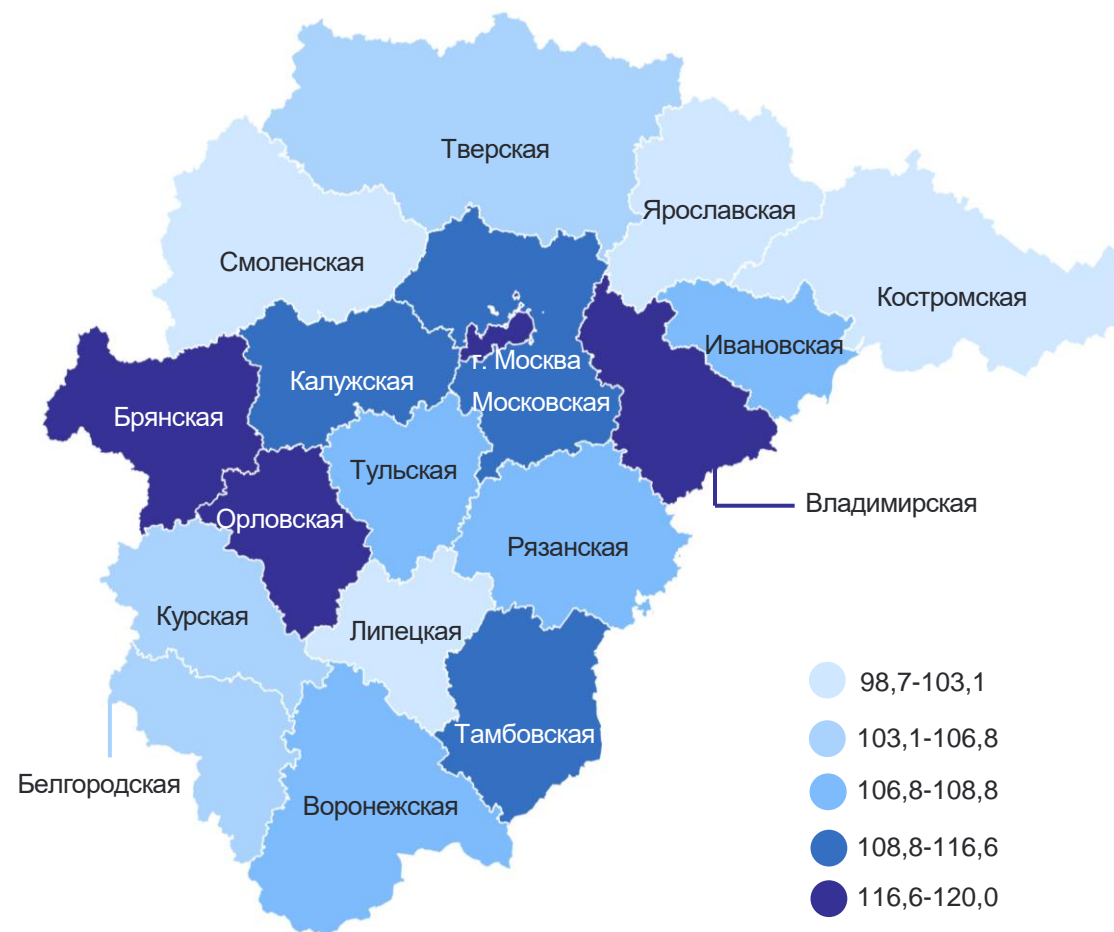 Тверская
Ярославская
Смоленская
Костромская
Ивановская
г. Москва
Калужская
Московская
Брянская
Тульская
Владимирская
Орловская
Рязанская
Курская
Липецкая
Тамбовская
Белгородская
Воронежская
98,7-103,1
103,1-106,8
106,8-108,8
108,8-116,6
116,6-120,0